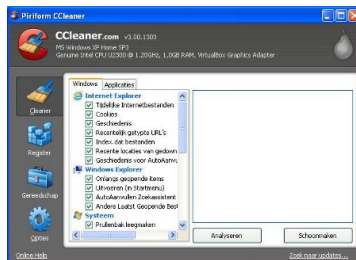 Piriform CCleaner
CCleaner.com v3.00.1303
MS Windows XP Home SP3
Genuine Intel CPU U2300 @ 1.20GHz, 1,0GB RAM, VirtualBox Graphics Adapter
Cleaner
Register
Gereedschap
Opties
Windows Applicaties
Internet Explorer
Tijdelijke Internetbestanden
Cookies
Geschiedenis
Recentelijk getypte URL's
Index.dat bestanden
Recente locaties van gedown
Geschiedenis voor AutoAanvu
Windows Explorer
Onlangs geopende items
Uitvoeren (in Startmenu)
AutoAanvullen Zoekassistent
Andere Laatst Geopende Best
Systeem
Prullenbak leegmaken
Analyseren
Schoonmaken
Online Help
Zoek naar updates...